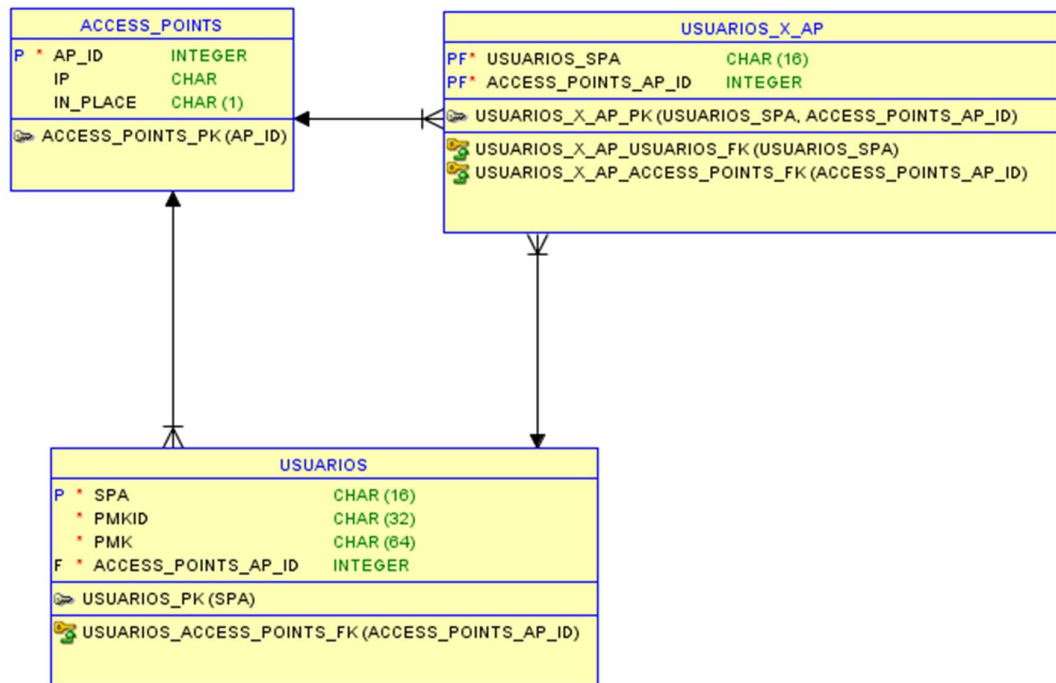 ACCESS_POINTS
P * AP_ID INTEGER
IP CHAR
IN_PLACE CHAR (1)
ACCESS_POINTS_PK (AP_ID)
USUARIOS_X_AP
PF* USUARIOS_SPA CHAR (16)
PF* ACCESS_POINTS_AP_ID INTEGER
USUARIOS_X_AP_PK (USUARIOS_SPA, ACCESS_POINTS_AP_ID)
USUARIOS_X_AP_USUARIOS_FK (USUARIOS_SPA)
USUARIOS_X_AP_ACCESS_POINTS_FK (ACCESS_POINTS_AP_ID)
USUARIOS
P * SPA CHAR (16)
* PMKID CHAR (32)
* PMK CHAR (64)
F * ACCESS_POINTS_AP_ID INTEGER
USUARIOS_PK (SPA)
USUARIOS_ACCESS_POINTS_FK (ACCESS_POINTS_AP_ID)